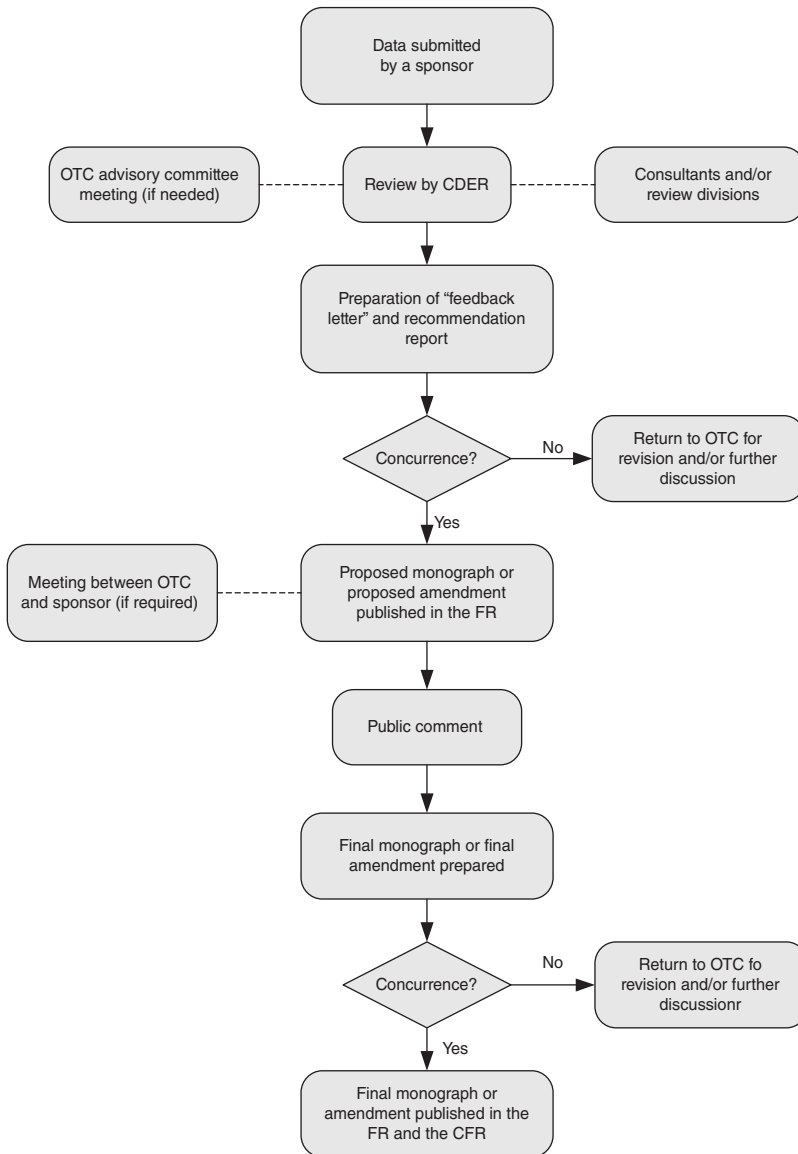 Data submitted
by a sponsor
OTC advisory committee
meeting (if needed)
Review by CDER
Consultants and/or
review divisions
Preparation of “feedback
letter” and recommendation
report
Concurrence?
No
Return to OTC for
revision and/or further
discussion
Yes
Meeting between OTC
and sponsor (if required)
Proposed monograph or
proposed amendment
published in the FR
Public comment
Final monograph or final
amendment prepared
Concurrence?
No
Return to OTC fo
revision and/or further
discussionr
Yes
Final monograph or
amendment published in the
FR and the CFR